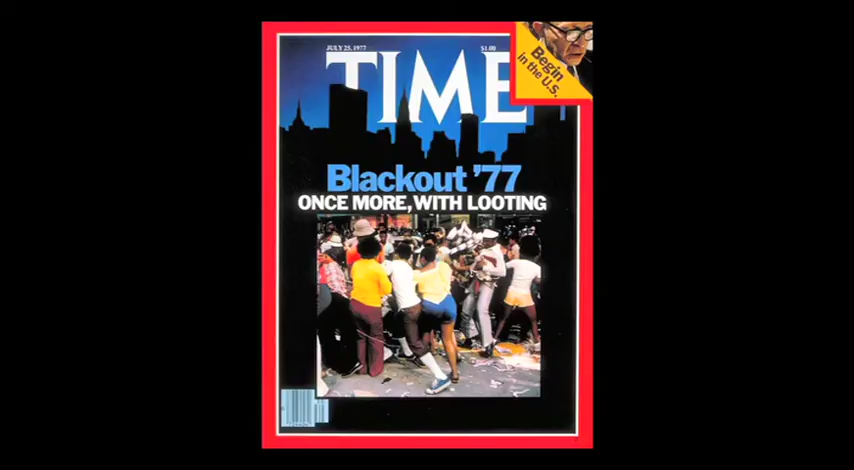 JULY 25, 1977
$1.00
TIME
Begin
in the U.S.
Blackout '77
ONCE MORE, WITH LOOTING